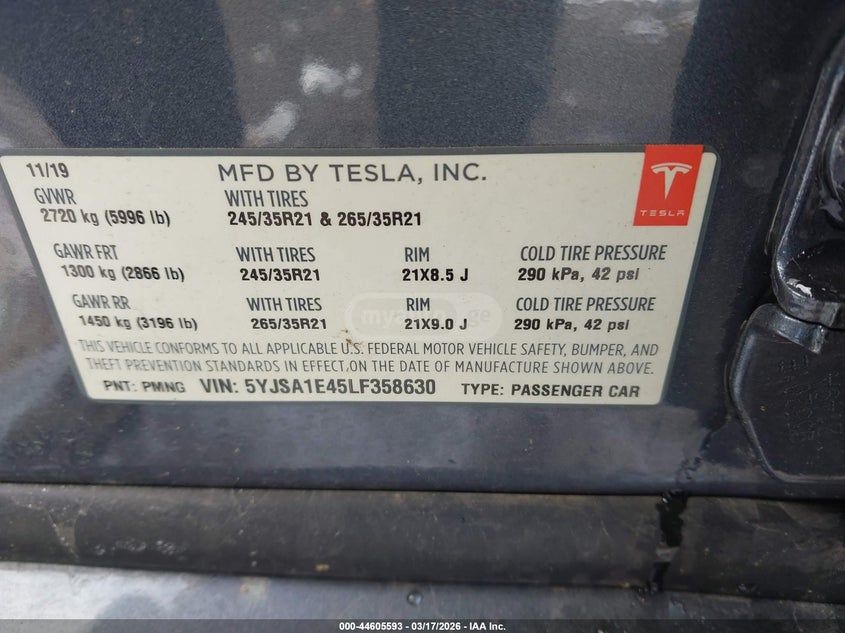 11/19 MFD BY TESLA, INC.
GVWR WITH TIRES
2720 kg (5996 lb) 245/35R21 & 265/35R21
TESLA
GAWR FRT WITH TIRES RIM COLD TIRE PRESSURE
1300 kg (2866 lb) 245/35R21 21X8.5 J 290 kPa, 42 psi
GAWR RR WITH TIRES RIM COLD TIRE PRESSURE
1450 kg (3196 lb) 265/35R21 21X9.0 J 290 kPa, 42 psi
THIS VEHICLE CONFORMS TO ALL APPLICABLE U.S. FEDERAL MOTOR VEHICLE SAFETY, BUMPER, AND
THEFT PREVENTION STANDARDS IN EFFECT ON THE DATE OF MANUFACTURE SHOWN ABOVE.
PNT: PMNG VIN: 5YJSA1E45LF358630 TYPE: PASSENGER CAR
000-44605593 - 03/17/2026 - IAA Inc.